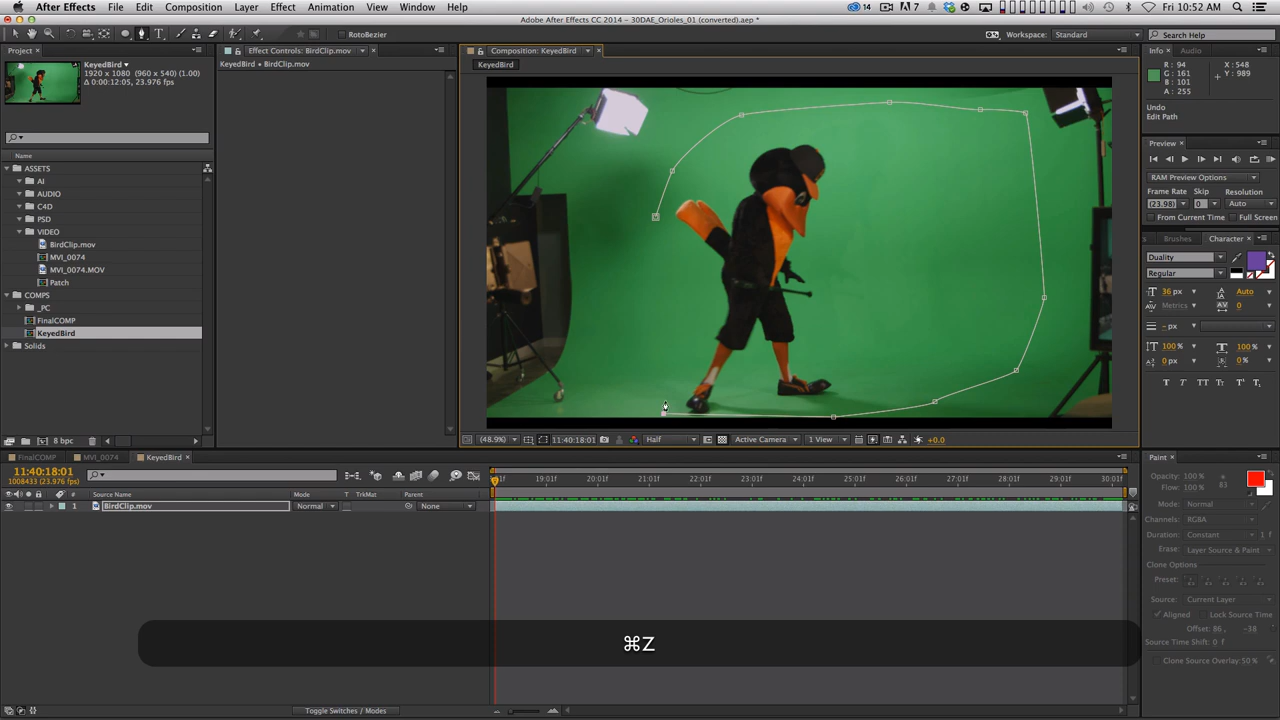 After Effects File Edit Composition Layer Effect Animation View Window Help
14 7 Fri 10:52 AM
Adobe After Effects CC 2014 - 30DAE_Orioles_01 (converted).aep *
RotoBezier Workspace: Standard Search Help
Project Effect Controls: BirdClip.mov Composition: KeyedBird Info Audio
KeyedBird • BirdClip.mov
KeyedBird
KeyedBird▼
1920 x 1080 (960 x 540) (1.00)
Δ 0:00:12:05, 23.976 fps
R : 94
G : 161
B : 101
A : 255
X : 548
Y : 989
Undo
Edit Path
Preview
RAM Preview Options
Frame Rate Skip Resolution
(23.98) 0 Auto
From Current Time Full Screen
Name
ASSETS
AI
AUDIO
C4D
PSD
VIDEO
BirdClip.mov
MVI_0074
MVI_0074.MOV
Patch
COMPS
_PC
FinalCOMP
KeyedBird
Solids
Brushes Character
Duality
Regular
36 px Auto
Metrics 0
- px
100 % 100 %
0 px 0 %
T T TT Tt T' T,
8 bpc
(48.9%) 11:40:18:01 Half Active Camera 1 View +0.0
FinalCOMP MVI_0074 KeyedBird
11:40:18:01
1008433 (23.976 fps)
Source Name Mode T TrkMat Parent
1 BirdClip.mov Normal None
19:01f 20:01f 21:01f 22:01f 23:01f 24:01f 25:01f 26:01f 27:01f 28:01f 29:01f 30:01f
Paint
Opacity: 100 %
Flow: 100 % 83
Mode: Normal
Channels: RGBA
Duration: Constant 1 f
Erase: Layer Source & Paint
Clone Options
Preset:
Source: Current Layer
Aligned Lock Source Time
Offset: 86 , -38
Source Time Shift: 0 f
Clone Source Overlay: 50 %
⌘Z
Toggle Switches / Modes